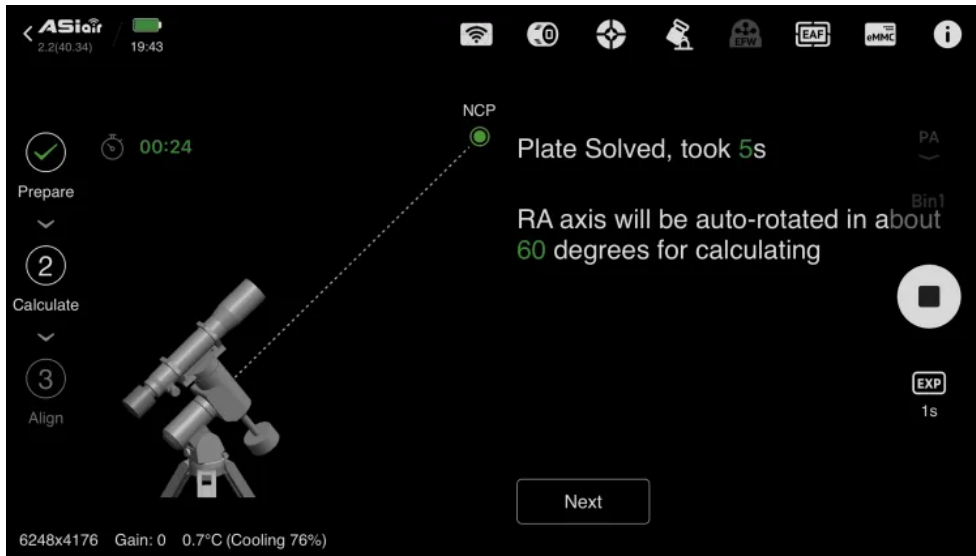 ASiair
2.2(40.34)
19:43
EFW
EAF
eMMC
NCP
00:24
Prepare
2
Calculate
3
Align
Plate Solved, took 5s
RA axis will be auto-rotated in about
60 degrees for calculating
PA
Bin1
EXP
1s
Next
6248x4176 Gain: 0 0.7°C (Cooling 76%)